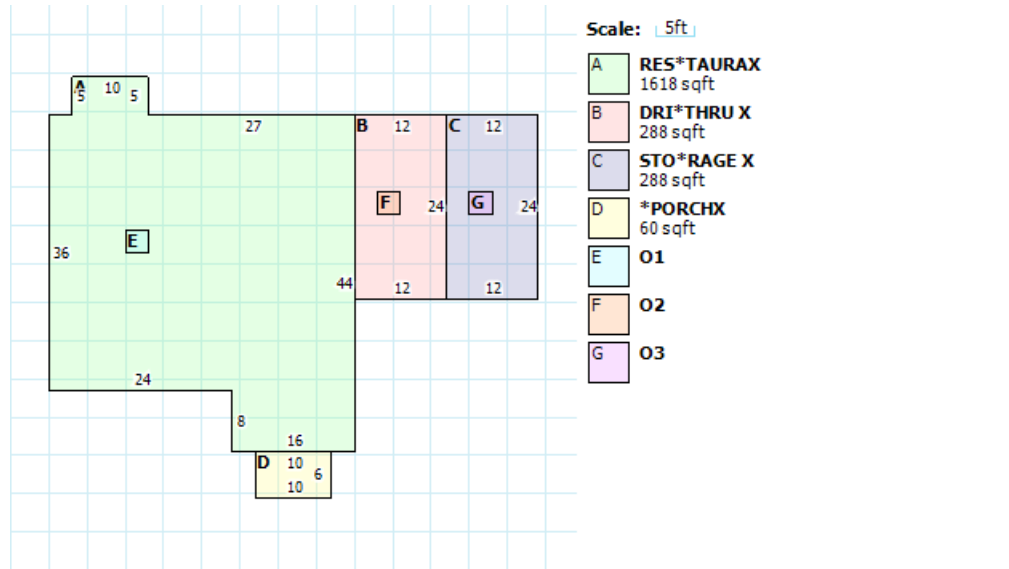 Scale: 5ft
A 10
5 5
27
B 12
C 12
F 24
G 24
E
36
44
12 12
24
8
16
D 10
6
10
A RES*TAURAX
1618 sqft
B DRI*THRU X
288 sqft
C STO*RAGE X
288 sqft
D *PORCHX
60 sqft
E O1
F O2
G O3